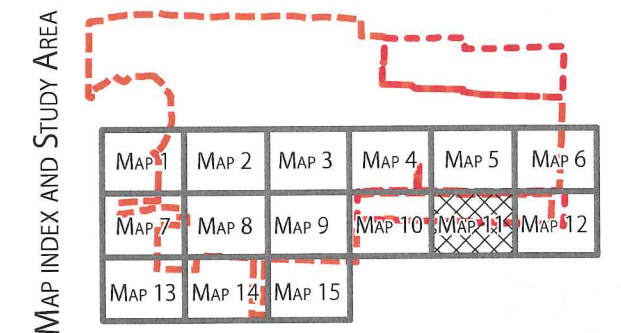 MAP INDEX AND STUDY AREA
MAP 1 MAP 2 MAP 3 MAP 4 MAP 5 MAP 6
MAP 7 MAP 8 MAP 9 MAP 10 MAP 11 MAP 12
MAP 13 MAP 14 MAP 15